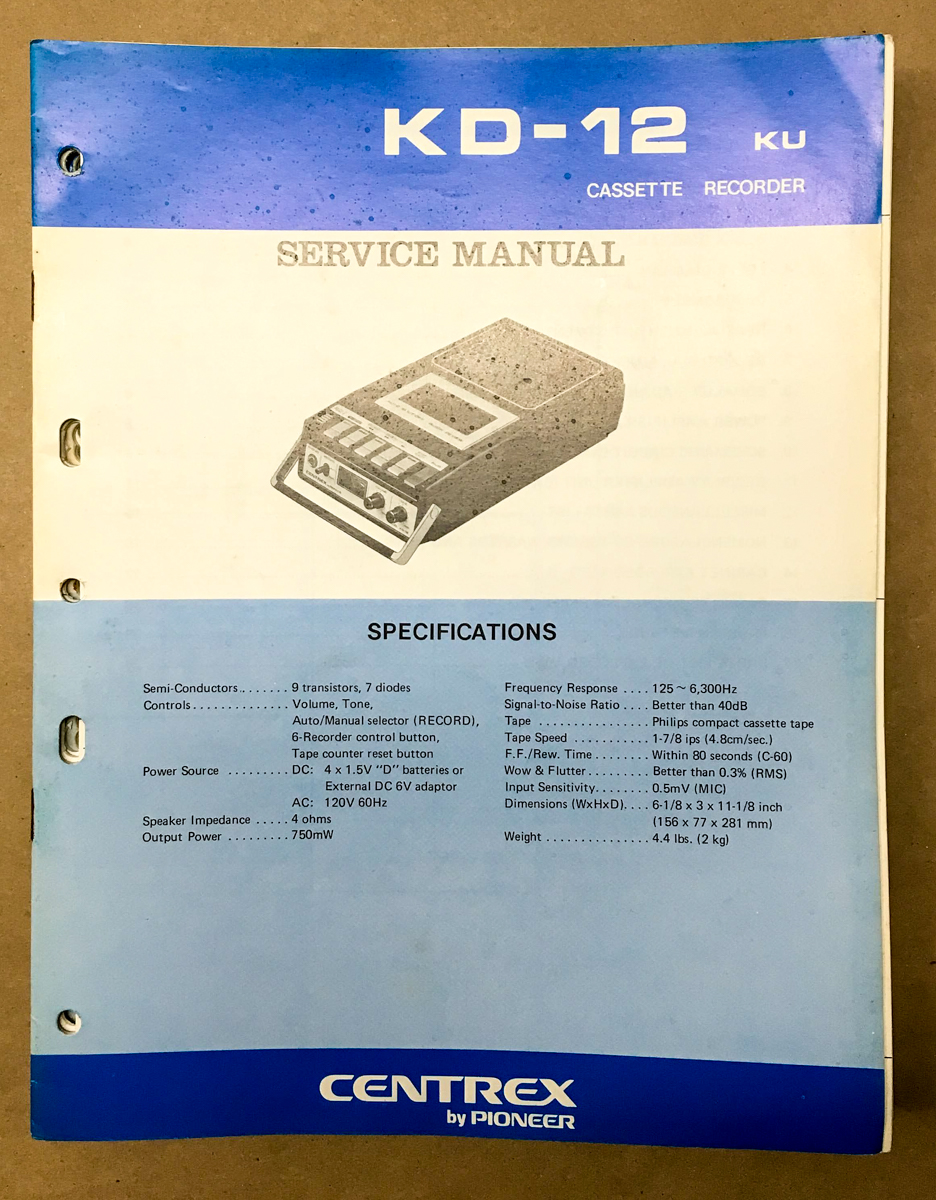 KD-12 KU
CASSETTE RECORDER
SERVICE MANUAL
SPECIFICATIONS
Semi-Conductors........ 9 transistors, 7 diodes
Controls.............. Volume, Tone,
Auto/Manual selector (RECORD),
6-Recorder control button,
Tape counter reset button
Power Source ......... DC: 4 x 1.5V "D" batteries or
External DC 6V adaptor
AC: 120V 60Hz
Speaker Impedance ..... 4 ohms
Output Power ......... 750mW
Frequency Response .... 125 ~ 6,300Hz
Signal-to-Noise Ratio .... Better than 40dB
Tape ................ Philips compact cassette tape
Tape Speed ........... 1-7/8 ips (4.8cm/sec.)
F.F./Rew. Time ........ Within 80 seconds (C-60)
Wow & Flutter......... Better than 0.3% (RMS)
Input Sensitivity........ 0.5mV (MIC)
Dimensions (WxHxD).... 6-1/8 x 3 x 11-1/8 inch
(156 x 77 x 281 mm)
Weight ............... 4.4 lbs. (2 kg)
CENTREX
by PIONEER